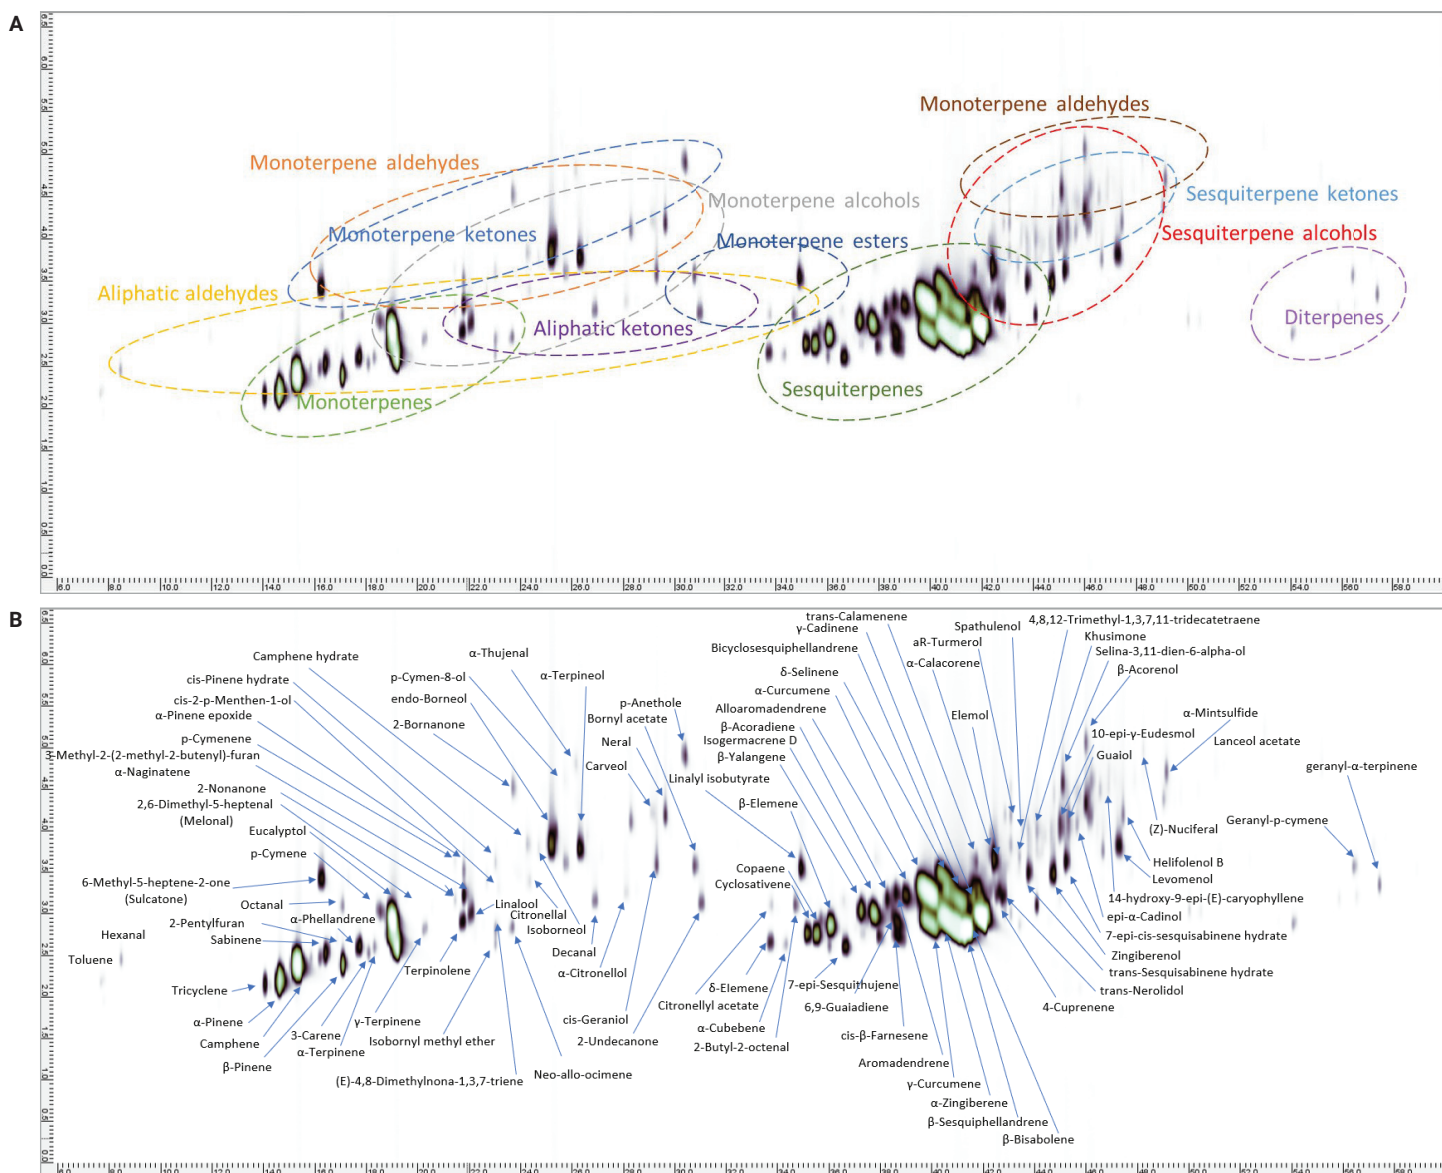 A
Monoterpene aldehydes
Monoterpene aldehydes
Sesquiterpene ketones
Monoterpene alcohols
Monoterpene ketones
Monoterpene esters
Sesquiterpene alcohols
Aliphatic aldehydes
Aliphatic ketones
Diterpenes
Monoterpenes
Sesquiterpenes
B
trans-Calamenene
γ-Cadinene
Spathulenol
4,8,12-Trimethyl-1,3,7,11-tridecatetraene
Khusimone
aR-Turmerol
Bicyclosesquiphellandrene
Selina-3,11-dien-6-alpha-ol
α-Calacorene
β-Acorenol
Camphene hydrate
α-Thujenal
cis-Pinene hydrate
p-Cymen-8-ol
α-Terpineol
δ-Selinene
α-Curcumene
cis-2-p-Menthen-1-ol
endo-Borneol
p-Anethole
Alloaromadendrene
α-Pinene epoxide
2-Bornanone
Bornyl acetate
β-Acoradiene
Elemol
α-Mintsulfide
p-Cymenene
Neral
Isogermacrene D
10-epi-γ-Eudesmol
Lanceol acetate
3-Methyl-2-(2-methyl-2-butenyl)-furan
Carveol
β-Yalangene
Guaiol
geranyl-α-terpinene
α-Naginatene
Linalyl isobutyrate
2-Nonanone
2,6-Dimethyl-5-heptenal
(Melonal)
β-Elemene
Eucalyptol
(Z)-Nuciferal
Geranyl-p-cymene
p-Cymene
Copaene
Helifolenol B
6-Methyl-5-heptene-2-one
(Sulcatone)
Cyclosativene
Levomenol
Octanal
Linalool
14-hydroxy-9-epi-(E)-caryophyllene
2-Pentylfuran
α-Phellandrene
Citronellal
epi-α-Cadinol
Hexanal
Sabinene
Isoborneol
7-epi-cis-sesquisabinene hydrate
Toluene
Decanal
Zingiberenol
Terpinolene
α-Citronellol
trans-Sesquisabinene hydrate
Tricyclene
δ-Elemene
7-epi-Sesquithujene
trans-Nerolidol
Citronellyl acetate
6,9-Guaiadiene
4-Cuprenene
α-Pinene
γ-Terpinene
cis-Geraniol
α-Cubebene
cis-β-Farnesene
3-Carene
Isobornyl methyl ether
2-Undecanone
2-Butyl-2-octenal
Camphene
α-Terpinene
Aromadendrene
β-Pinene
(E)-4,8-Dimethylnona-1,3,7-triene
Neo-allo-ocimene
γ-Curcumene
α-Zingiberene
β-Sesquiphellandrene
β-Bisabolene